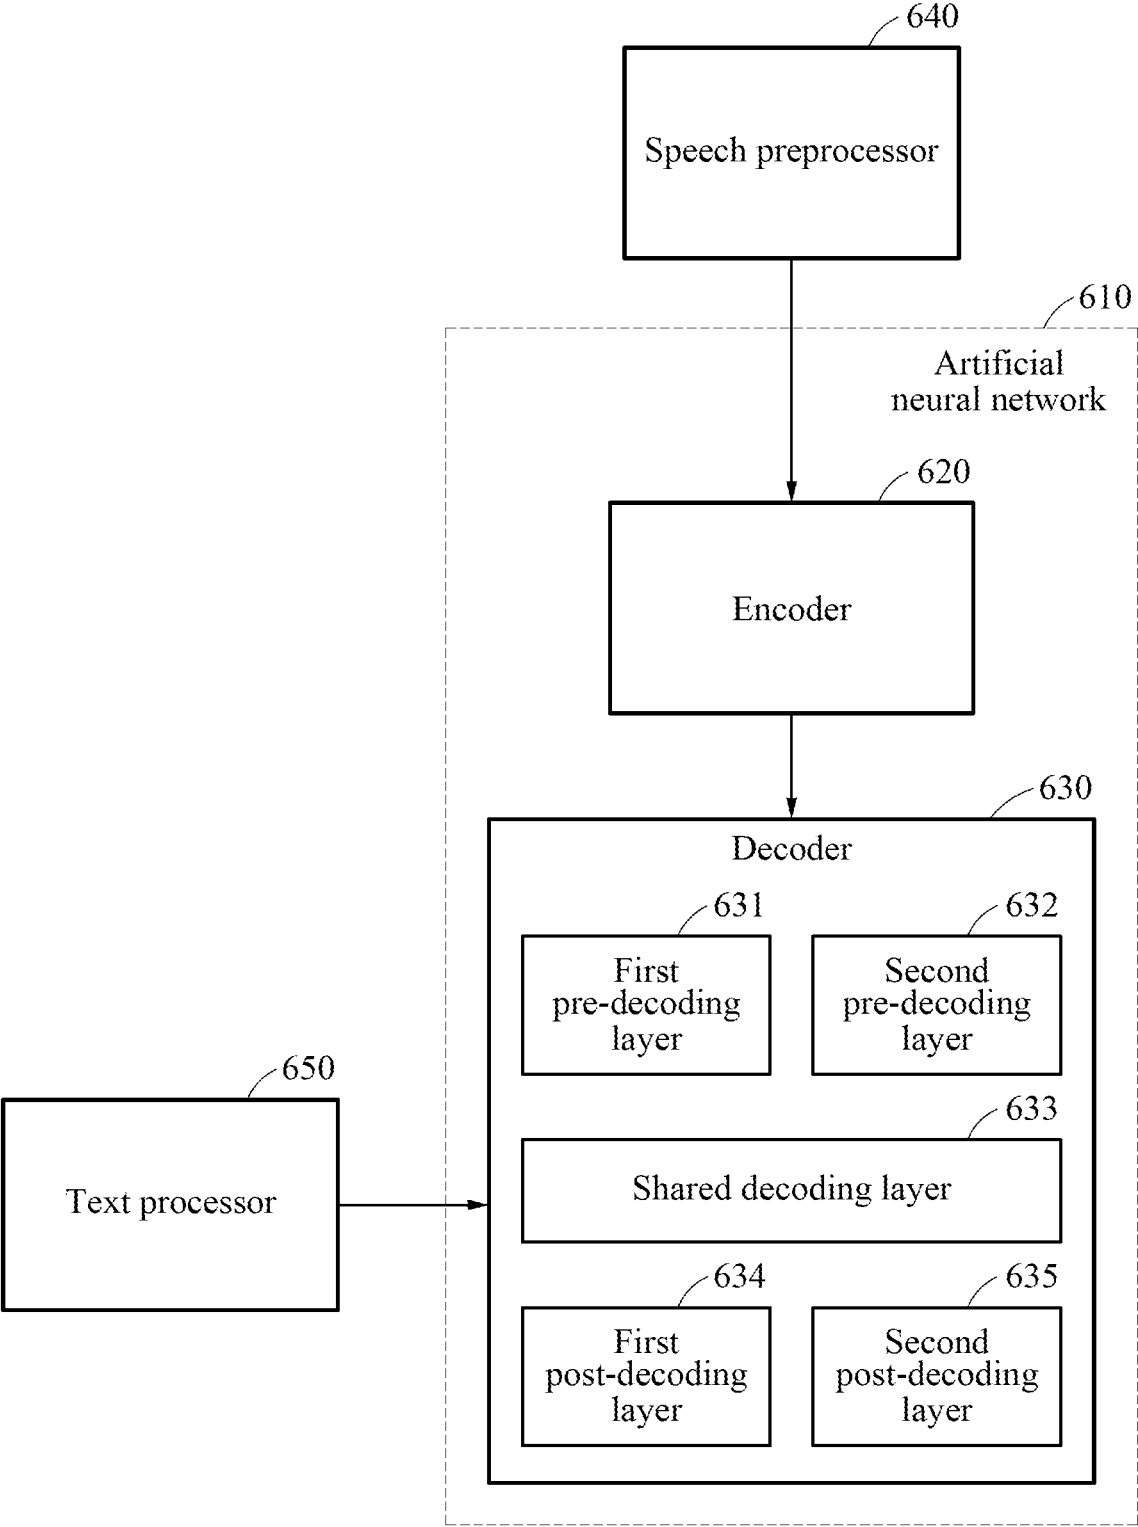 640
Speech preprocessor
610
Artificial
neural network
620
Encoder
630
Decoder
631
First
pre-decoding
layer
632
Second
pre-decoding
layer
650
Text processor
633
Shared decoding layer
634
First
post-decoding
layer
635
Second
post-decoding
layer